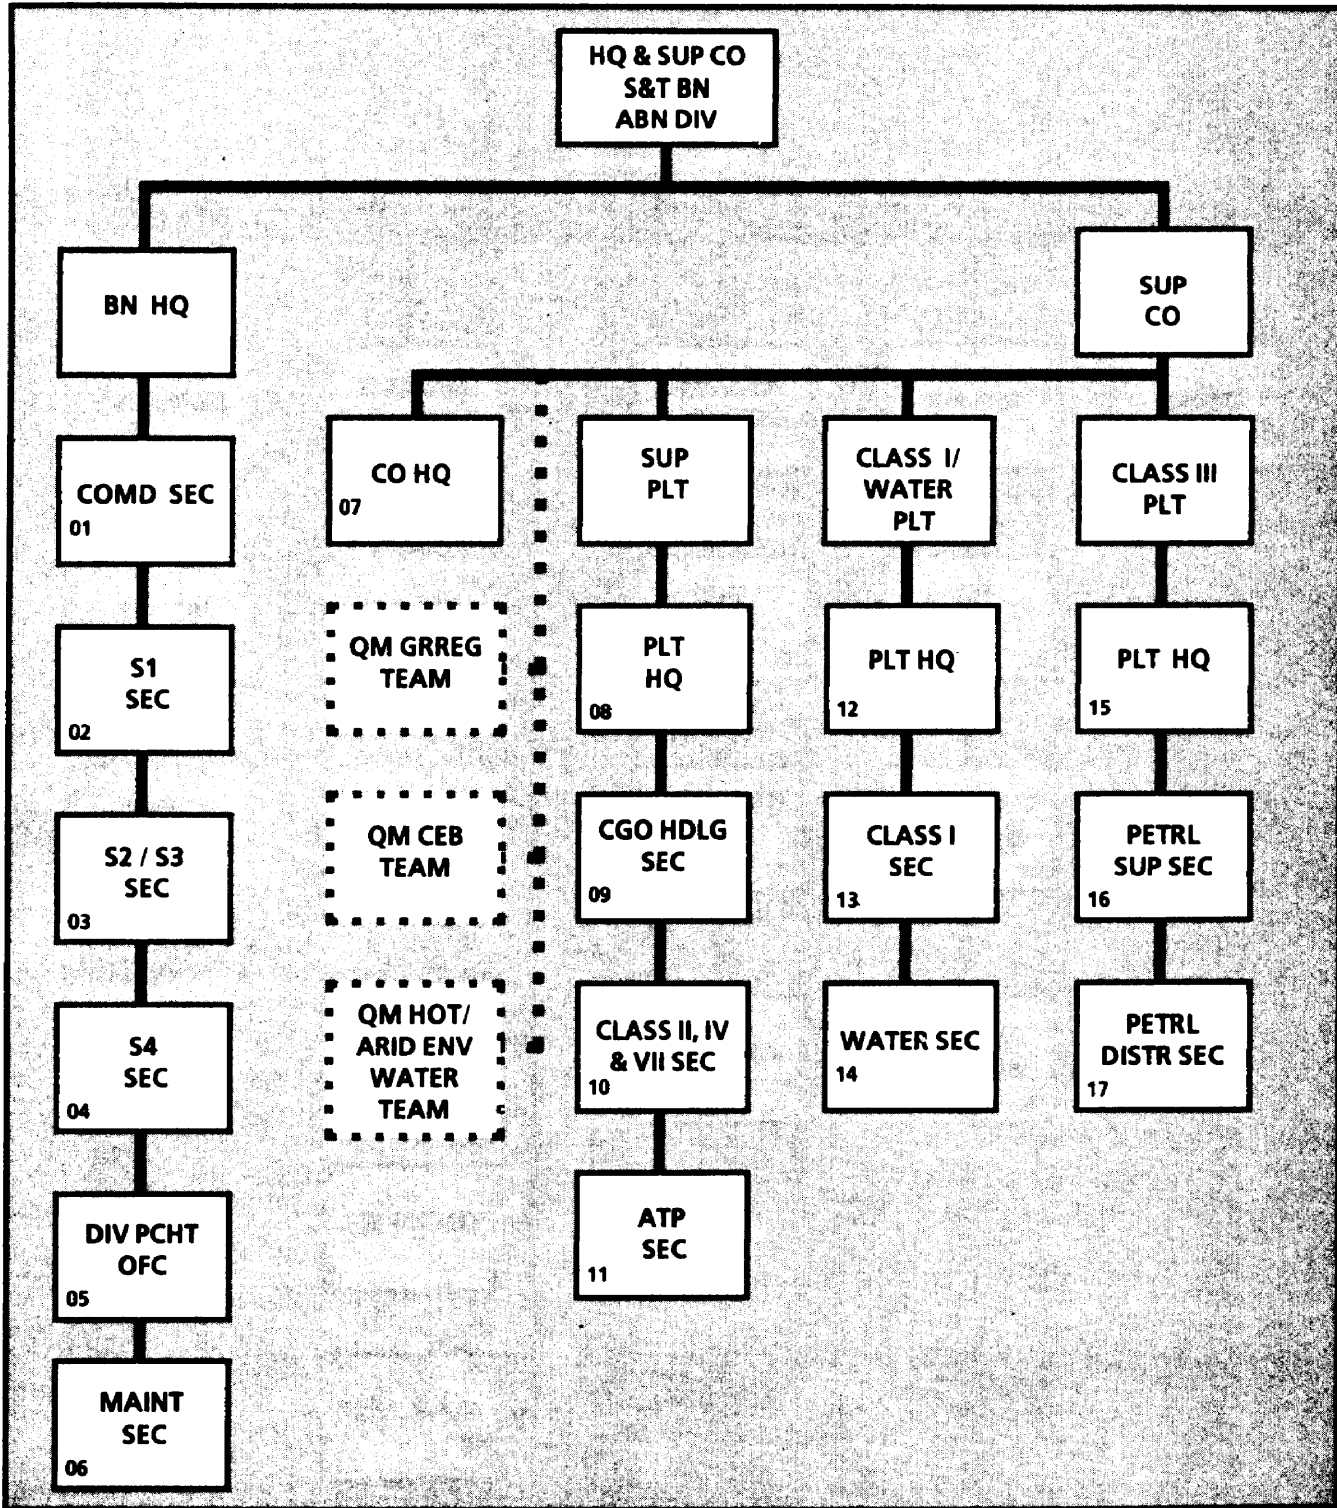 HQ & SUP CO
S&T BN
ABN DIV
BN HQ
SUP
CO
COMD SEC
01
CO HQ
07
SUP
PLT
CLASS I/
WATER
PLT
CLASS III
PLT
S1
SEC
02
QM GRREG
TEAM
PLT
HQ
08
PLT HQ
12
PLT HQ
15
S2 / S3
SEC
03
QM CEB
TEAM
CGO HDLG
SEC
09
CLASS I
SEC
13
PETRL
SUP SEC
16
S4
SEC
04
QM HOT/
ARID ENV
WATER
TEAM
CLASS II, IV
& VII SEC
10
WATER SEC
14
PETRL
DISTR SEC
17
DIV PCHT
OFC
05
ATP
SEC
11
MAINT
SEC
06